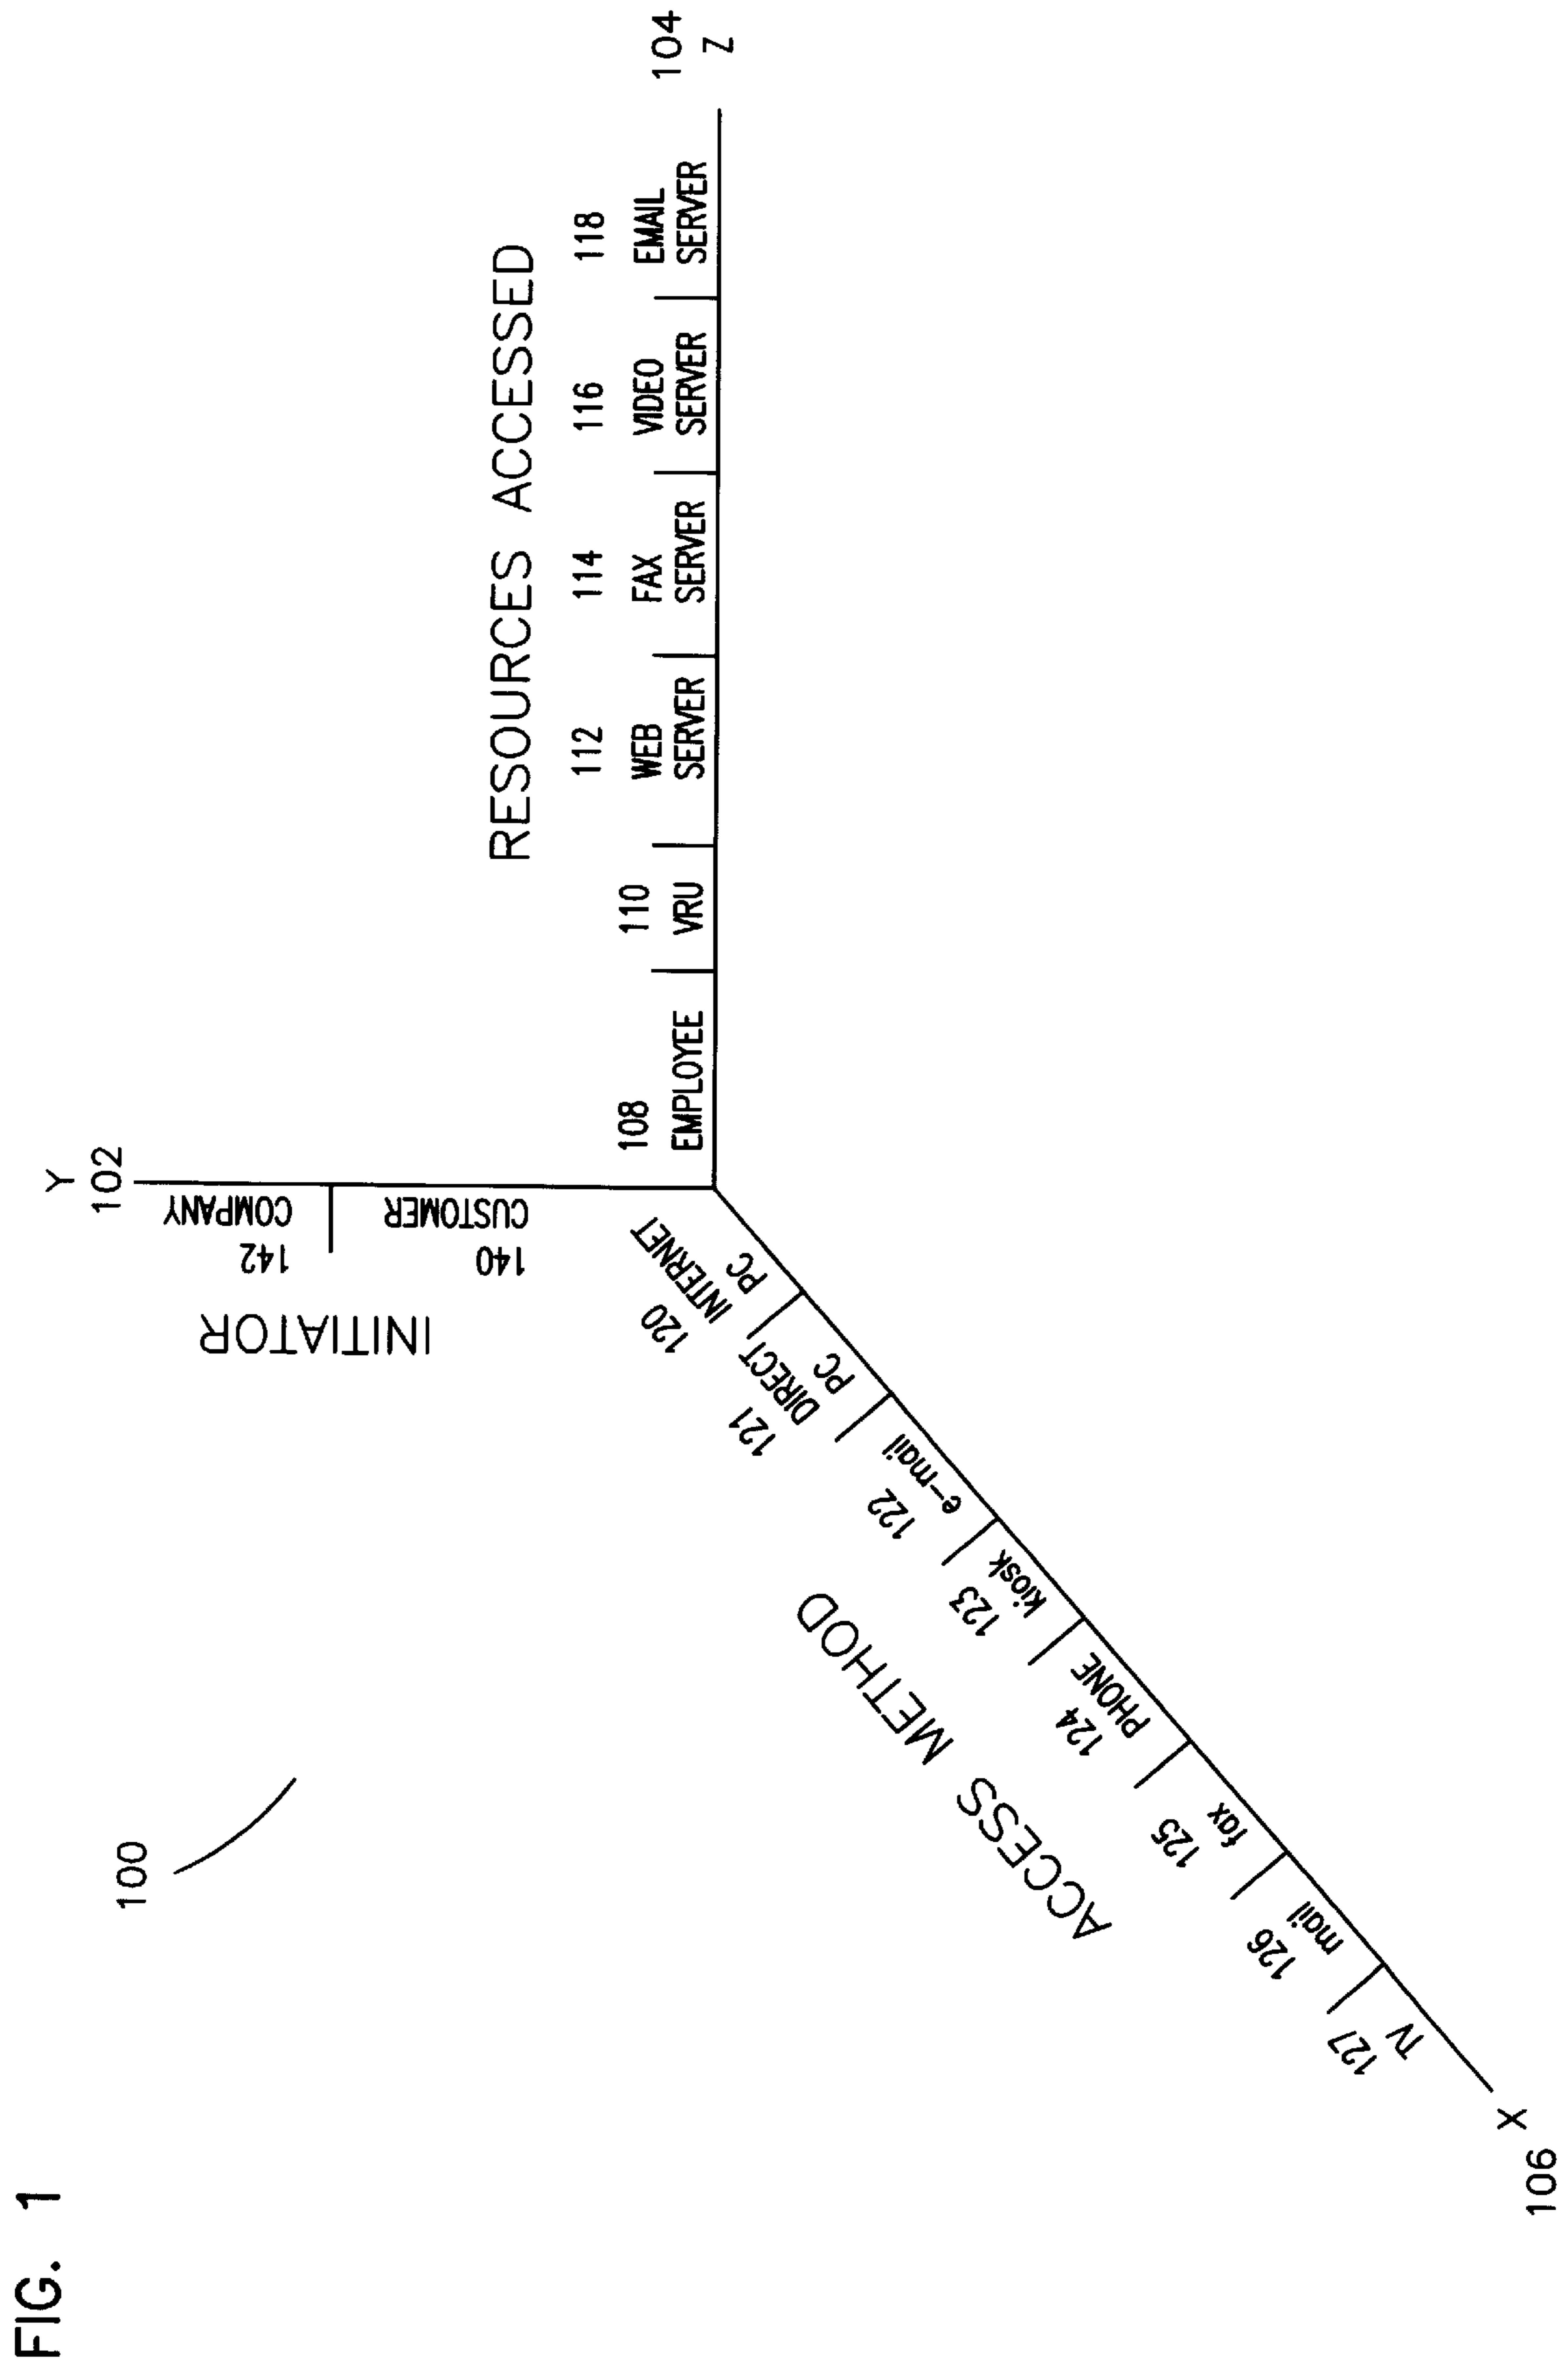 FIG. 1
100
Y
102
INITIATOR
142
COMPANY
140
CUSTOMER
RESOURCES ACCESSED
108
EMPLOYEE
110
VRU
112
WEB
SERVER
114
FAX
SERVER
116
VIDEO
SERVER
118
EMAIL
SERVER
104
Z
ACCESS METHOD
120
INTERNET
PC
121
DIRECT
PC
122
e-mail
123
kiosk
124
PHONE
125
fax
126
mail
127
TV
X
106